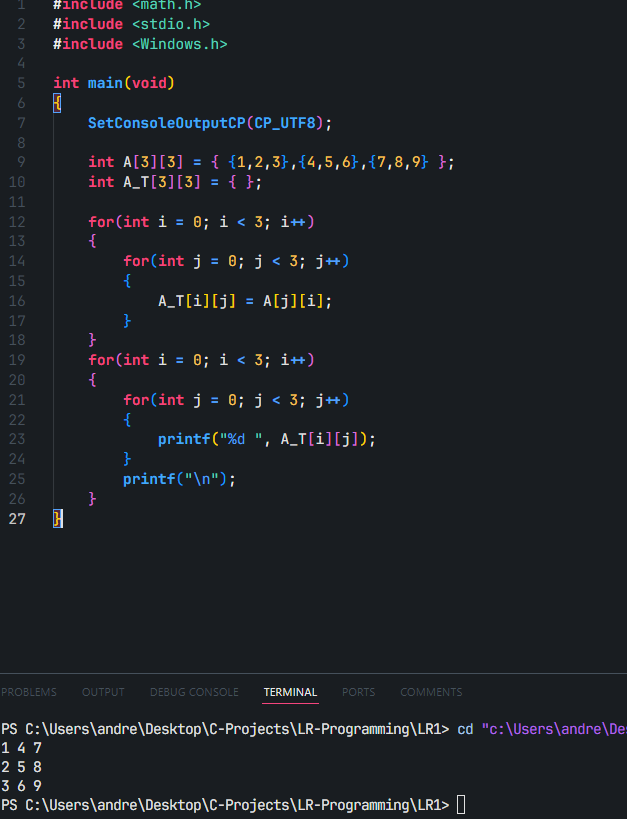 1 #include <math.h>
2 #include <stdio.h>
3 #include <Windows.h>
4
5 int main(void)
6 {
7     SetConsoleOutputCP(CP_UTF8);
8
9     int A[3][3] = { {1,2,3},{4,5,6},{7,8,9} };
10     int A_T[3][3] = { };
11
12     for(int i = 0; i < 3; i++)
13     {
14         for(int j = 0; j < 3; j++)
15         {
16             A_T[i][j] = A[j][i];
17         }
18     }
19     for(int i = 0; i < 3; i++)
20     {
21         for(int j = 0; j < 3; j++)
22         {
23             printf("%d ", A_T[i][j]);
24         }
25         printf("\n");
26     }
27 }
PROBLEMS OUTPUT DEBUG CONSOLE TERMINAL PORTS COMMENTS
PS C:\Users\andre\Desktop\C-Projects\LR-Programming\LR1> cd "c:\Users\andre\De
1 4 7
2 5 8
3 6 9
PS C:\Users\andre\Desktop\C-Projects\LR-Programming\LR1>